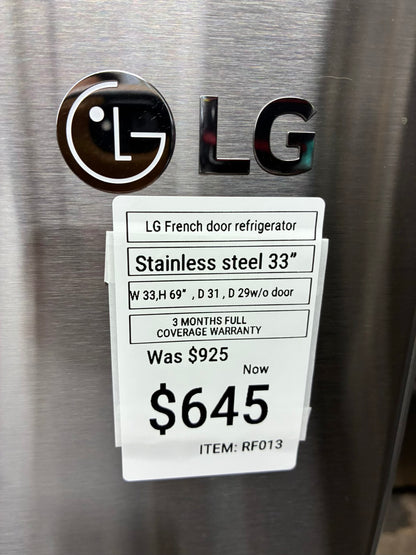 LG
LG French door refrigerator
Stainless steel 33”
W 33,H 69” , D 31 , D 29w/o door
3 MONTHS FULL
COVERAGE WARRANTY
Was $925
Now
$645
ITEM: RF013